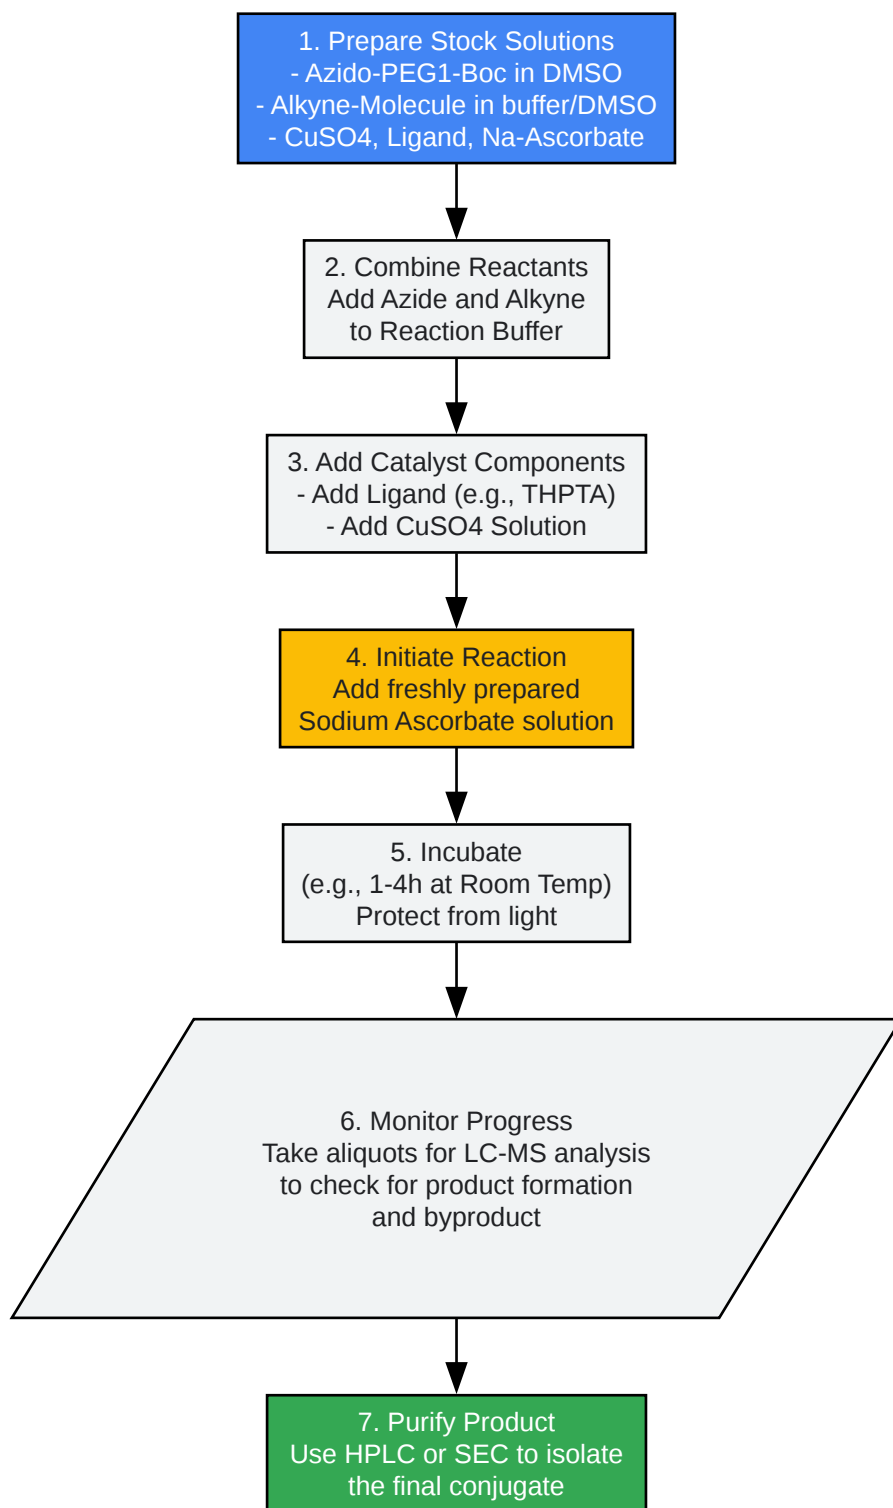 1. Prepare Stock Solutions
- Azido-PEG1-Boc in DMSO
- Alkyne-Molecule in buffer/DMSO
- CuSO4, Ligand, Na-Ascorbate
2. Combine Reactants
Add Azide and Alkyne
to Reaction Buffer
3. Add Catalyst Components
- Add Ligand (e.g., THPTA)
- Add CuSO4 Solution
4. Initiate Reaction
Add freshly prepared
Sodium Ascorbate solution
5. Incubate
(e.g., 1-4h at Room Temp)
Protect from light
6. Monitor Progress
Take aliquots for LC-MS analysis
to check for product formation
and byproduct
7. Purify Product
Use HPLC or SEC to isolate
the final conjugate